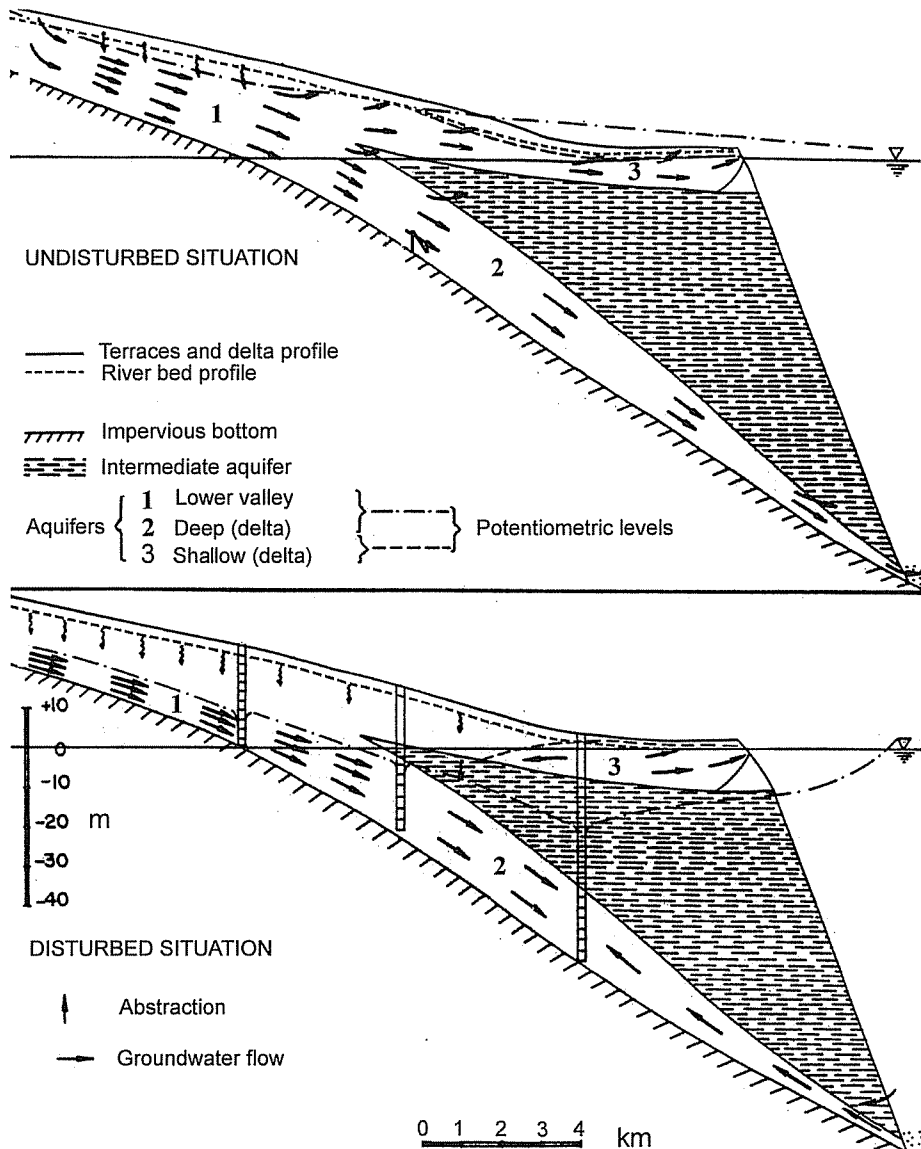 1
3
2
UNDISTURBED SITUATION
Terraces and delta profile
River bed profile
Impervious bottom
Intermediate aquifer
Aquifers
1 Lower valley
2 Deep (delta)
3 Shallow (delta)
Potentiometric levels
1
3
2
+10
0
-10
-20 m
-30
-40
DISTURBED SITUATION
Abstraction
Groundwater flow
0 1 2 3 4 km